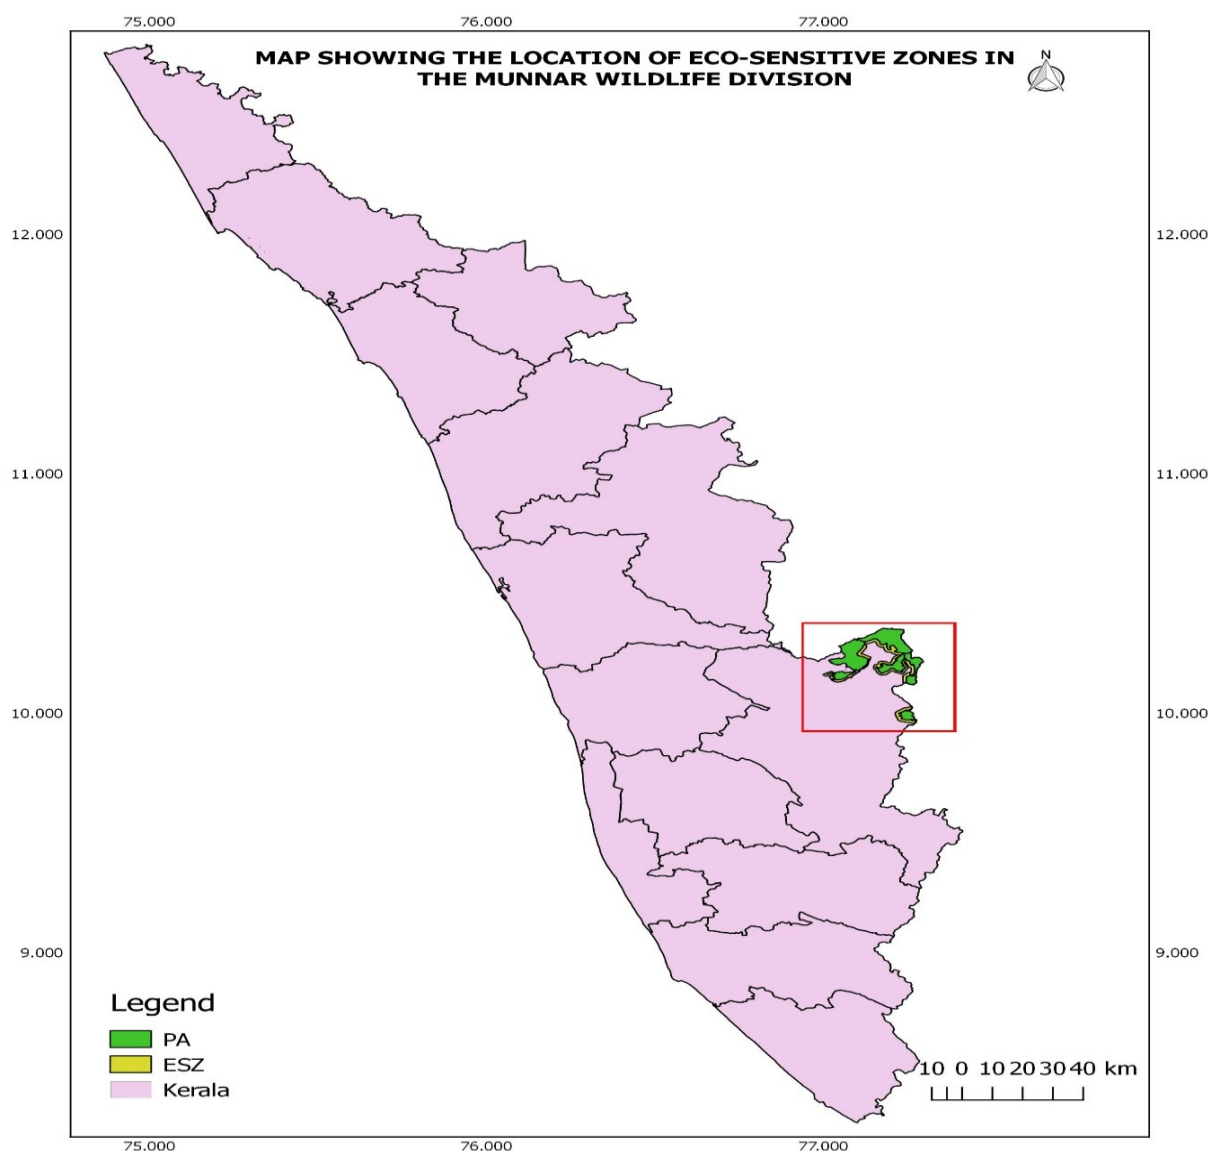 75.000 76.000 77.000
MAP SHOWING THE LOCATION OF ECO-SENSITIVE ZONES IN
THE MUNNAR WILDLIFE DIVISION
N
12.000 12.000
11.000 11.000
10.000 10.000
9.000 9.000
Legend
PA
ESZ
Kerala
10 0 10 20 30 40 km
75.000 76.000 77.000